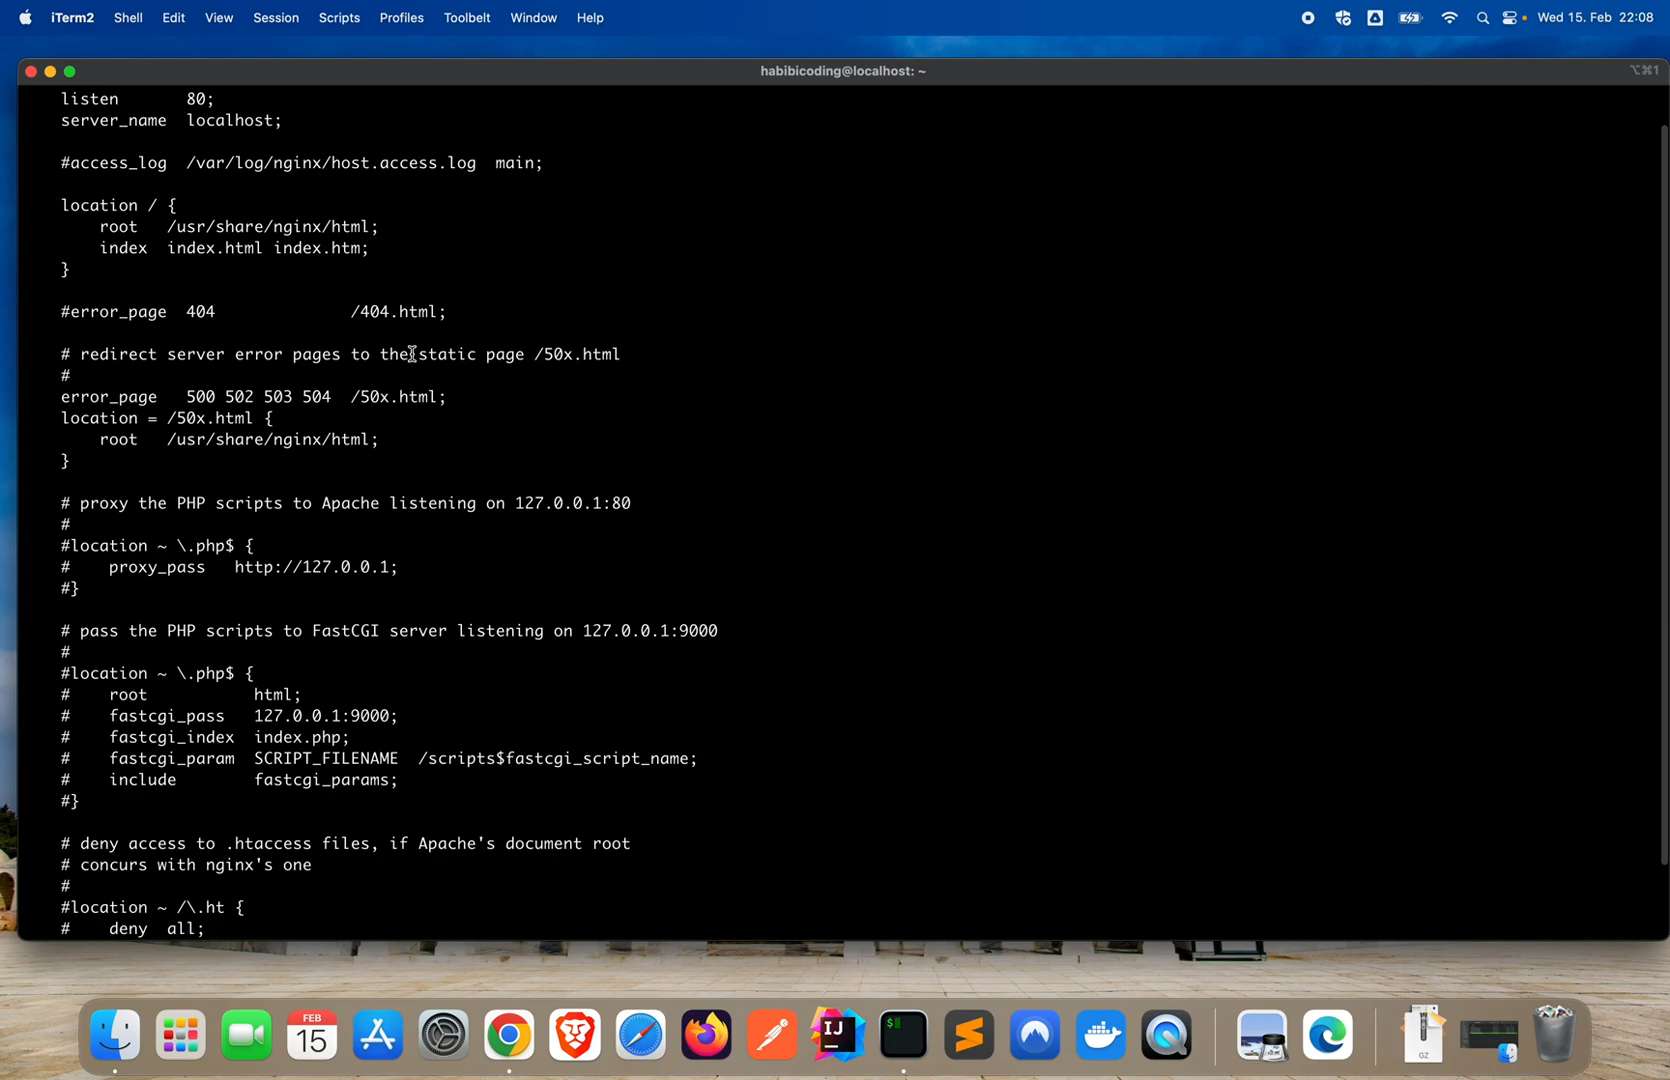 iTerm2 Shell Edit View Session Scripts Profiles Toolbelt Window Help Wed 15. Feb 22:08
habibicoding@localhost: ~ ⌥⌘1
listen 80;
server_name localhost;
#access_log /var/log/nginx/host.access.log main;
location / {
root /usr/share/nginx/html;
index index.html index.htm;
}
#error_page 404 /404.html;
# redirect server error pages to the static page /50x.html
#
error_page 500 502 503 504 /50x.html;
location = /50x.html {
root /usr/share/nginx/html;
}
# proxy the PHP scripts to Apache listening on 127.0.0.1:80
#
#location ~ \.php$ {
# proxy_pass http://127.0.0.1;
#}
# pass the PHP scripts to FastCGI server listening on 127.0.0.1:9000
#
#location ~ \.php$ {
# root html;
# fastcgi_pass 127.0.0.1:9000;
# fastcgi_index index.php;
# fastcgi_param SCRIPT_FILENAME /scripts$fastcgi_script_name;
# include fastcgi_params;
#}
# deny access to .htaccess files, if Apache's document root
# concurs with nginx's one
#
#location ~ /\.ht {
# deny all;
FEB
15
IJ
$
GZ